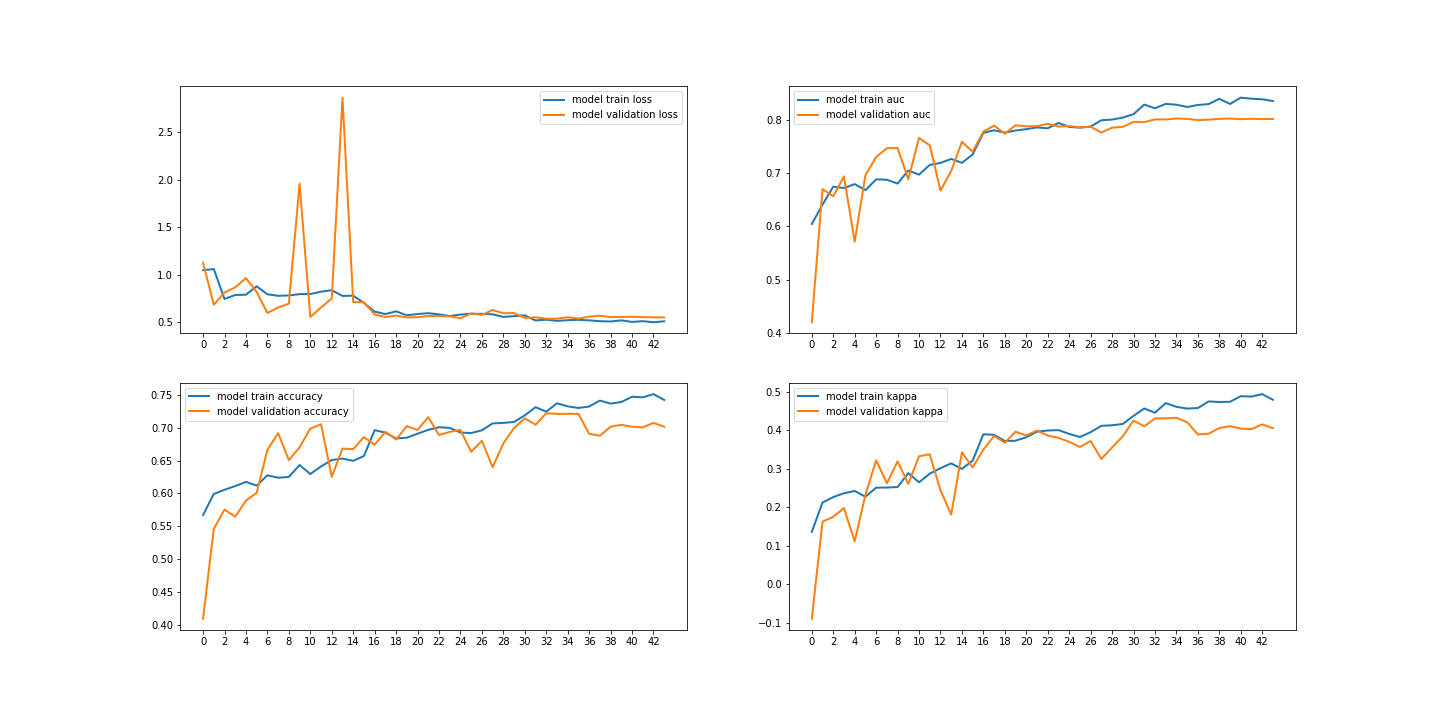 model train loss
model validation loss
2.5
2.0
1.5
1.0
0.5
0 2 4 6 8 10 12 14 16 18 20 22 24 26 28 30 32 34 36 38 40 42
model train auc
model validation auc
0.8
0.7
0.6
0.5
0.4
0 2 4 6 8 10 12 14 16 18 20 22 24 26 28 30 32 34 36 38 40 42
model train accuracy
model validation accuracy
0.75
0.70
0.65
0.60
0.55
0.50
0.45
0.40
0 2 4 6 8 10 12 14 16 18 20 22 24 26 28 30 32 34 36 38 40 42
model train kappa
model validation kappa
0.5
0.4
0.3
0.2
0.1
0.0
−0.1
0 2 4 6 8 10 12 14 16 18 20 22 24 26 28 30 32 34 36 38 40 42